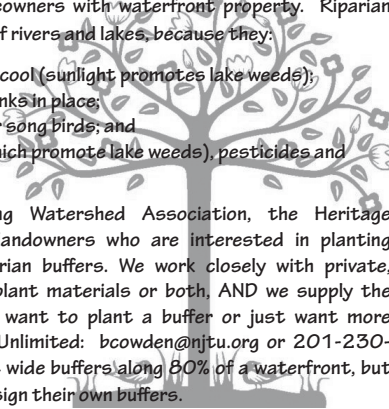 eowners with waterfront property. Riparian
of rivers and lakes, because they:
cool (sunlight promotes lake weeds);
nks in place;
r song birds; and
hich promote lake weeds), pesticides and
ng Watershed Association, the Heritage
andowners who are interested in planting
rian buffers. We work closely with private,
plant materials or both, AND we supply the
want to plant a buffer or just want more
Unlimited: bcowden@njtu.org or 201-230-
wide buffers along 80% of a waterfront, but
sign their own buffers.